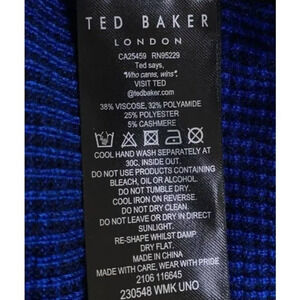 TED BAKER
LONDON
CA25459 RN95229
Ted says,
"Who cares, wins".
VISIT TED
@tedbaker.com
38% VISCOSE, 32% POLYAMIDE
25% POLYESTER
5% CASHMERE
COOL HAND WASH SEPARATELY AT
30C, INSIDE OUT.
DO NOT USE PRODUCTS CONTAINING
BLEACH, OIL OR ALCOHOL.
DO NOT TUMBLE DRY.
COOL IRON ON REVERSE.
DO NOT DRY CLEAN.
DO NOT LEAVE OR DRY IN DIRECT
SUNLIGHT.
RE-SHAPE WHILST DAMP
DRY FLAT.
MADE IN CHINA
MADE WITH CARE, WEAR WITH PRIDE
2106 116645
230548 WMK UNO